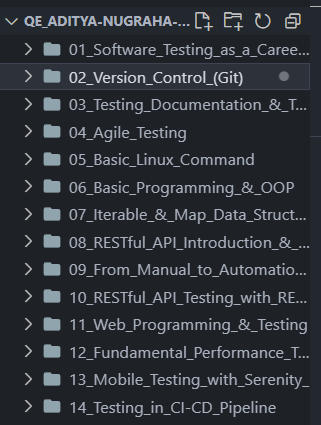 QE_ADITYA-NUGRAHA-...
01_Software_Testing_as_a_Caree...
02_Version_Control_(Git)
03_Testing_Documentation_&_T...
04_Agile_Testing
05_Basic_Linux_Command
06_Basic_Programming_&_OOP
07_Iterable_&_Map_Data_Struct...
08_RESTful_API_Introduction_&_...
09_From_Manual_to_Automatio...
10_RESTful_API_Testing_with_RE...
11_Web_Programming_&_Testing
12_Fundamental_Performance_T...
13_Mobile_Testing_with_Serenity_
14_Testing_in_CI-CD_Pipeline